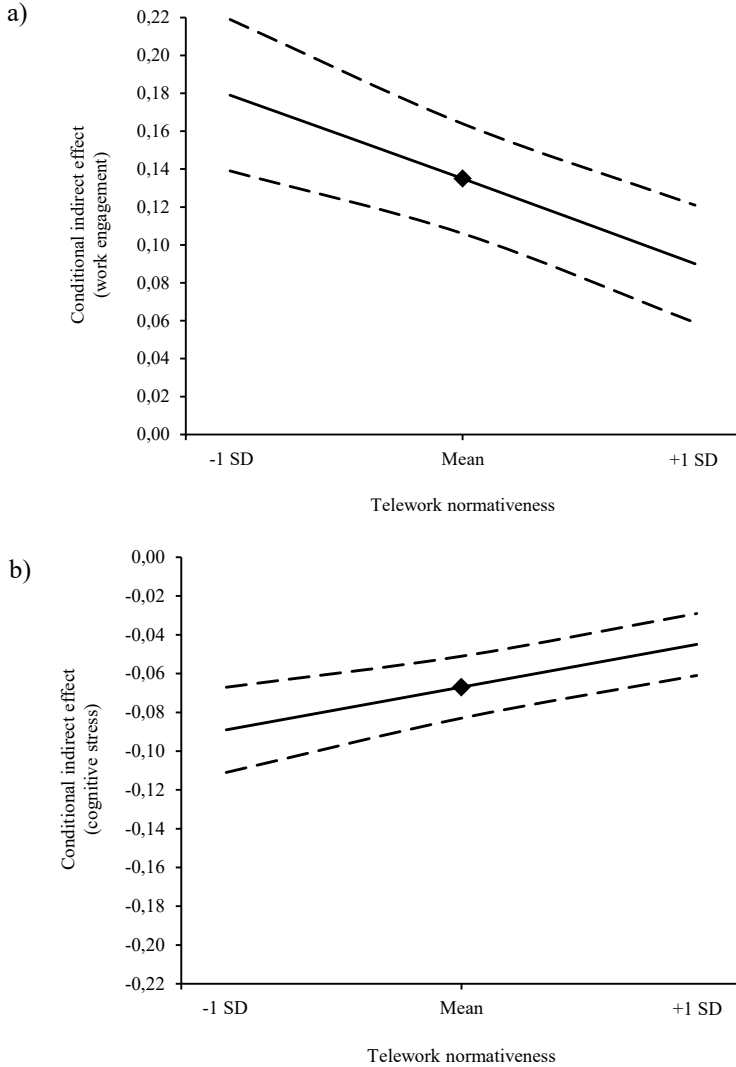 a)
Conditional indirect effect
(work engagement)
0,22
0,20
0,18
0,16
0,14
0,12
0,10
0,08
0,06
0,04
0,02
0,00
-1 SD Mean +1 SD
Telework normativeness
b)
Conditional indirect effect
(cognitive stress)
0,00
-0,02
-0,04
-0,06
-0,08
-0,10
-0,12
-0,14
-0,16
-0,18
-0,20
-0,22
-1 SD Mean +1 SD
Telework normativeness